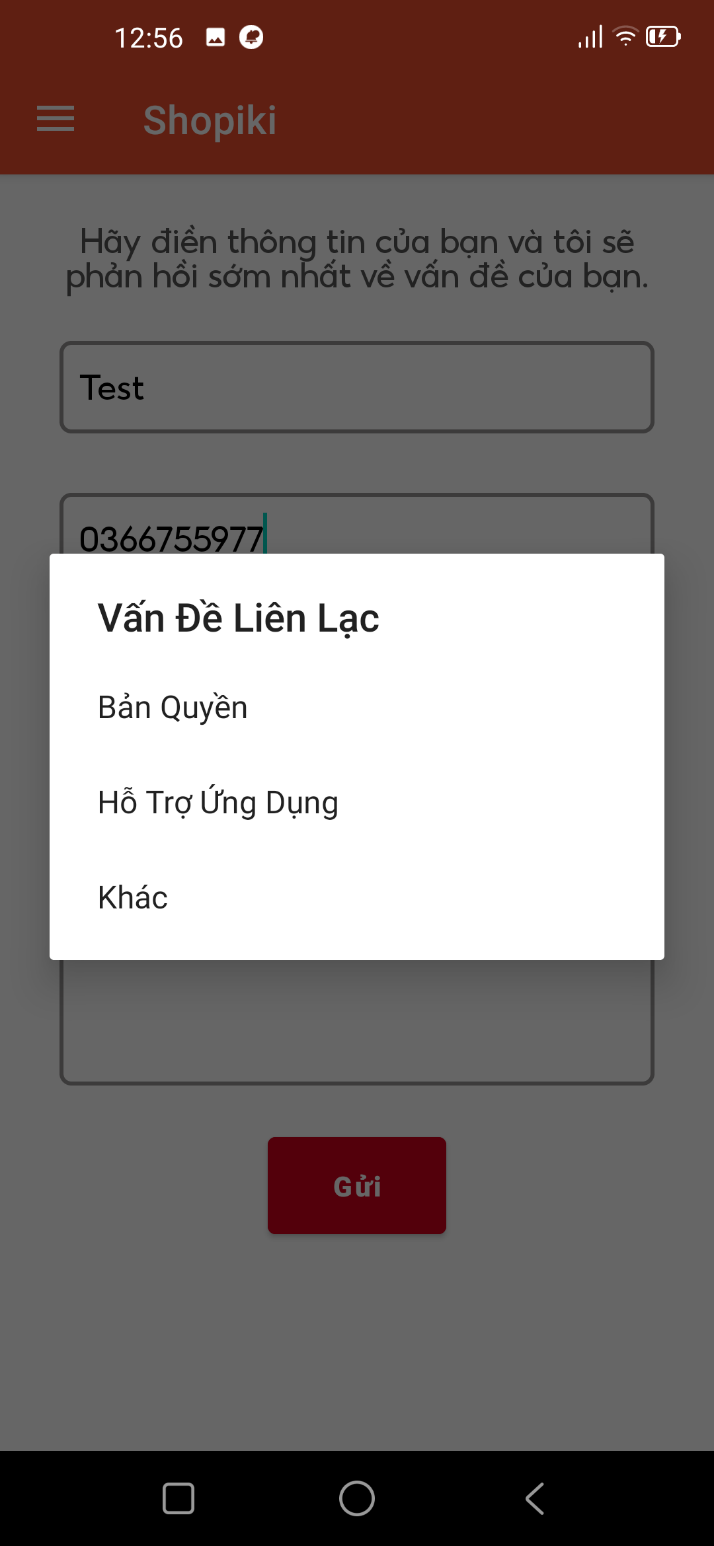 12:56
Shopiki
Hãy điền thông tin của bạn và tôi sẽ
phản hồi sớm nhất về vấn đề của bạn.
Test
0366755977
Vấn Đề Liên Lạc
Bản Quyền
Hỗ Trợ Ứng Dụng
Khác
Gửi